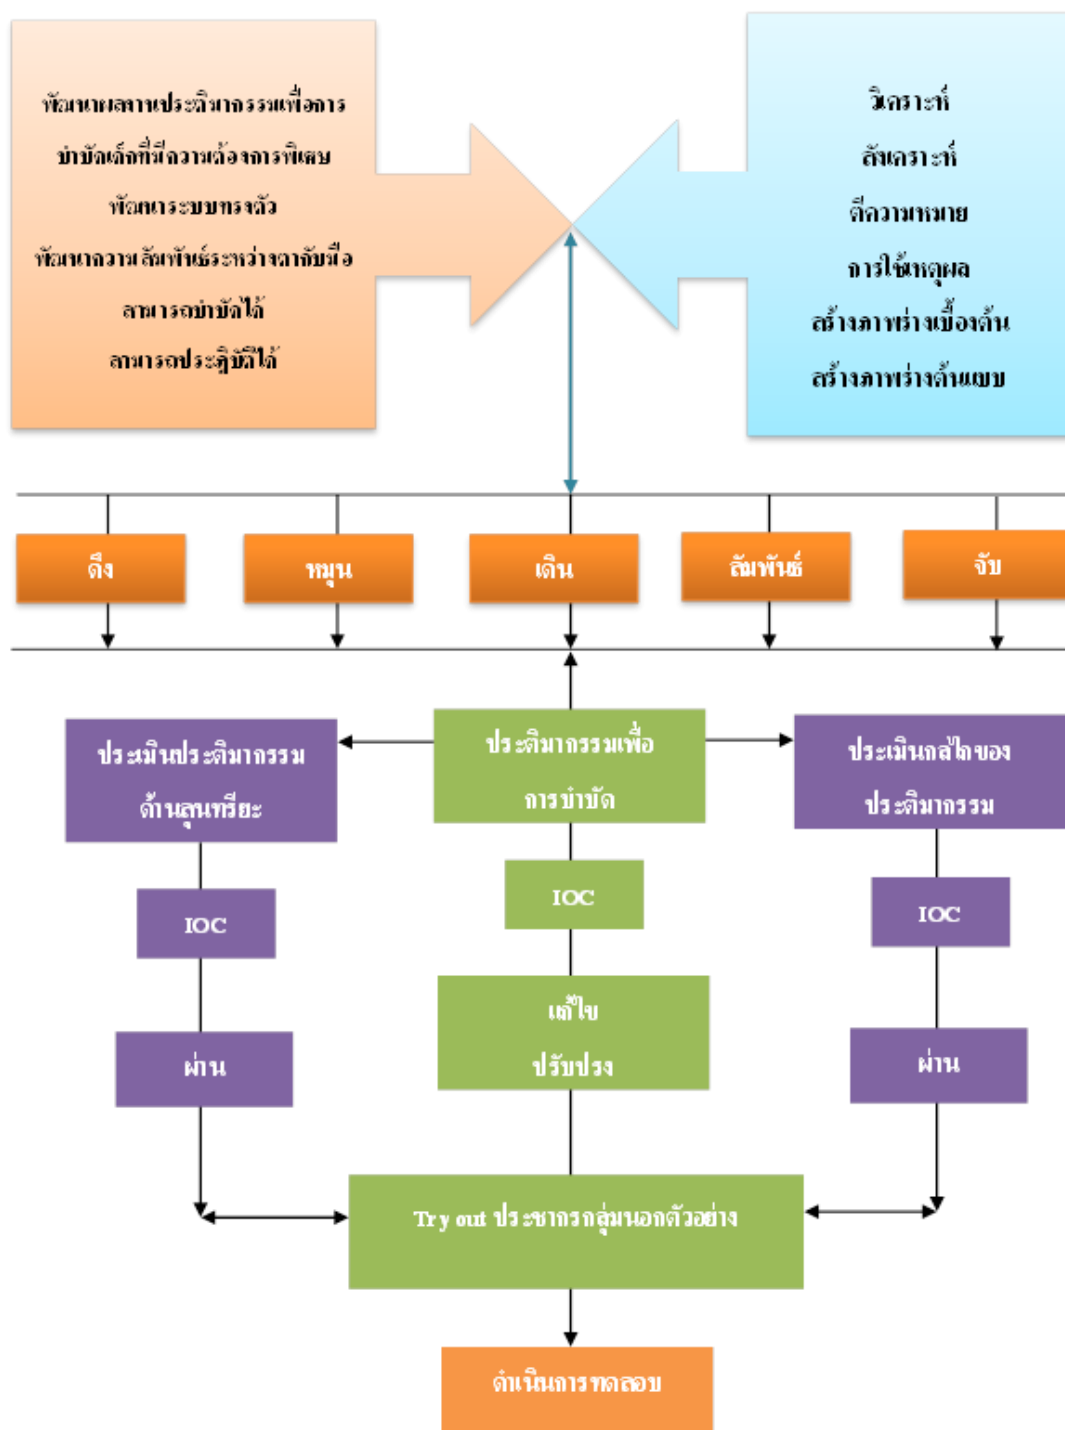 พัฒนาผลงานประติมากรรมเพื่อการ
บำบัดเด็กที่มีความต้องการพิเศษ
พัฒนาระบบทรงตัว
พัฒนาความสัมพันธ์ระหว่างตากับมือ
สามารถบำบัดได้
สามารถประฏิบัติได้
วิเคราะห์
สังเคราะห์
ตีความหมาย
การใช้เหตุผล
สร้างภาพร่างเบื้องต้น
สร้างภาพร่างต้นแบบ
ดึง
หมุน
เดิน
สัมพันธ์
จับ
ประเมินประติมากรรม
ด้านสุนทรียะ
ประติมากรรมเพื่อ
การบำบัด
ประเมินกลไกของ
ประติมากรรม
IOC
IOC
IOC
ผ่าน
แก้ไข
ปรับปรุง
ผ่าน
Try out ประชากรกลุ่มนอกตัวอย่าง
ดำเนินการทดลอบ